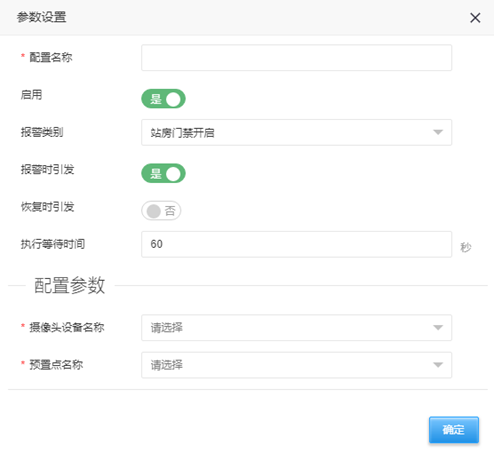 参数设置
* 配置名称
启用 是
报警类别 站房门禁开启
报警时引发 是
恢复时引发 否
执行等待时间 60 秒
配置参数
* 摄像头设备名称 请选择
* 预置点名称 请选择
确定